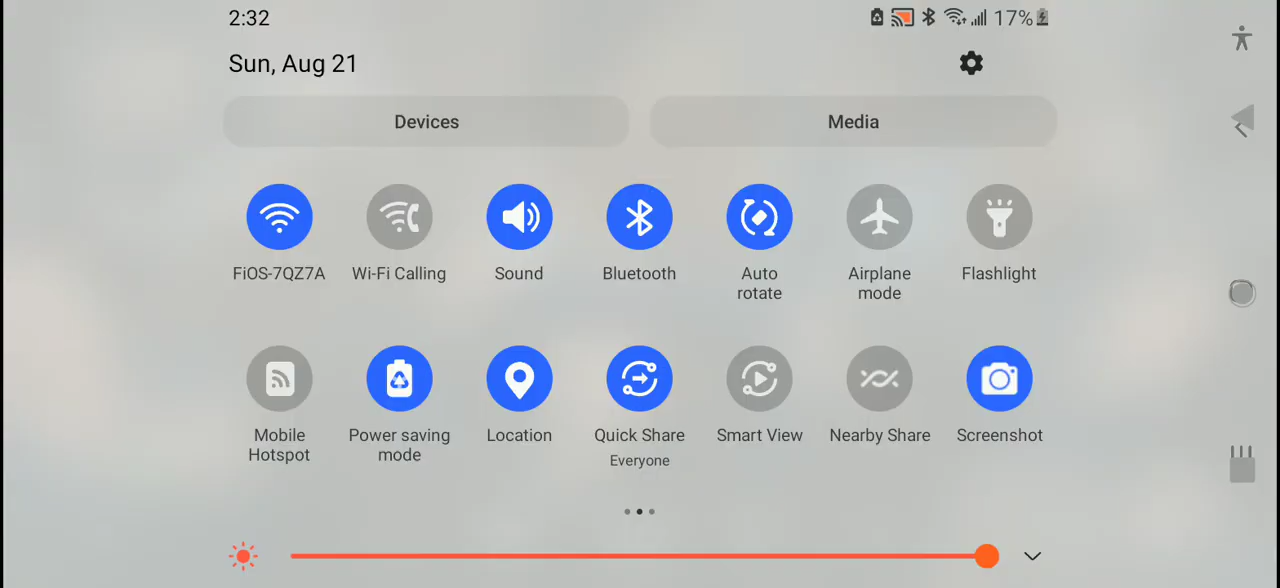 2:32
17%
Sun, Aug 21
Devices
Media
FiOS-7QZ7A
Wi-Fi Calling
Sound
Bluetooth
Auto
rotate
Airplane
mode
Flashlight
Mobile
Hotspot
Power saving
mode
Location
Quick Share
Everyone
Smart View
Nearby Share
Screenshot